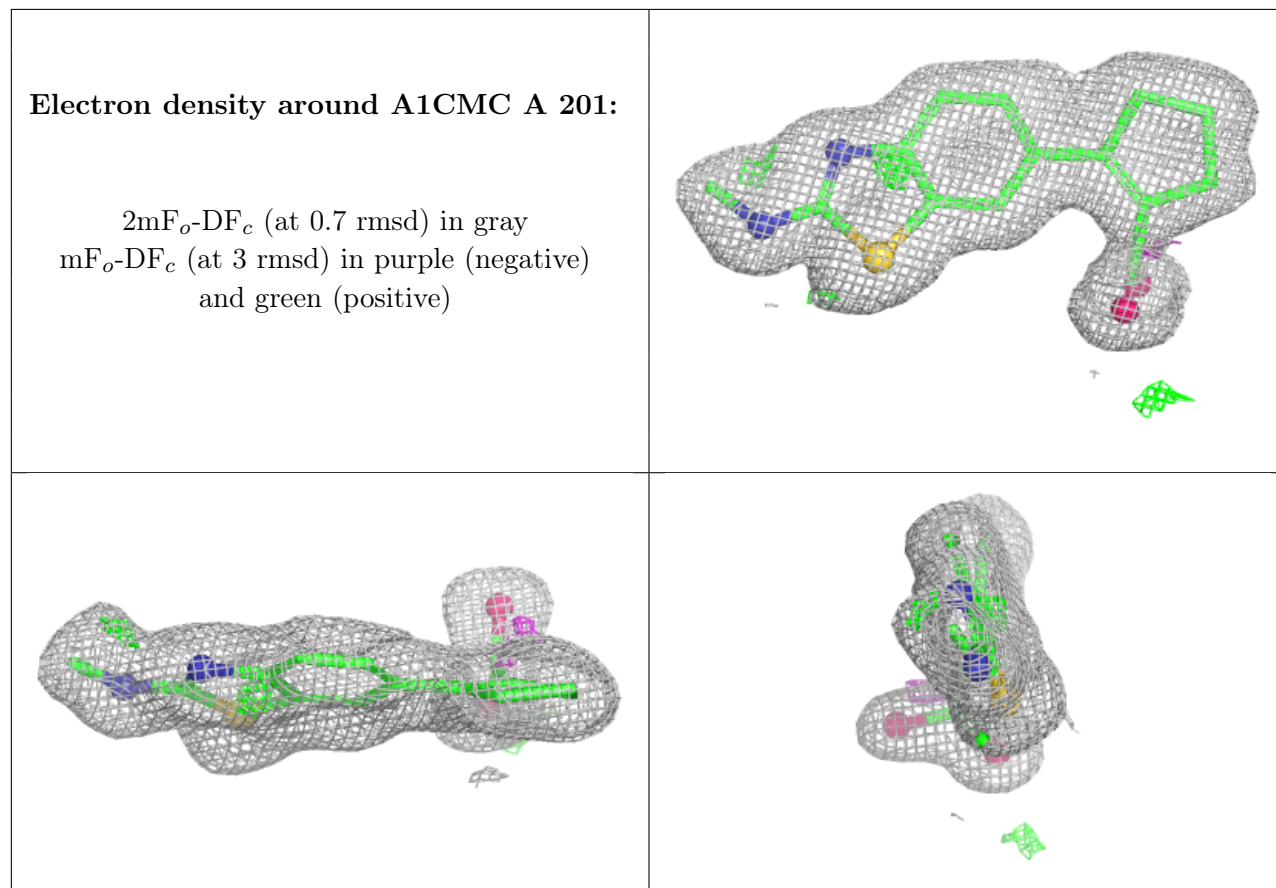 Electron density around A1CMC A 201:
2mFₒ-DF𝒸 (at 0.7 rmsd) in gray
mFₒ-DF𝒸 (at 3 rmsd) in purple (negative)
and green (positive)